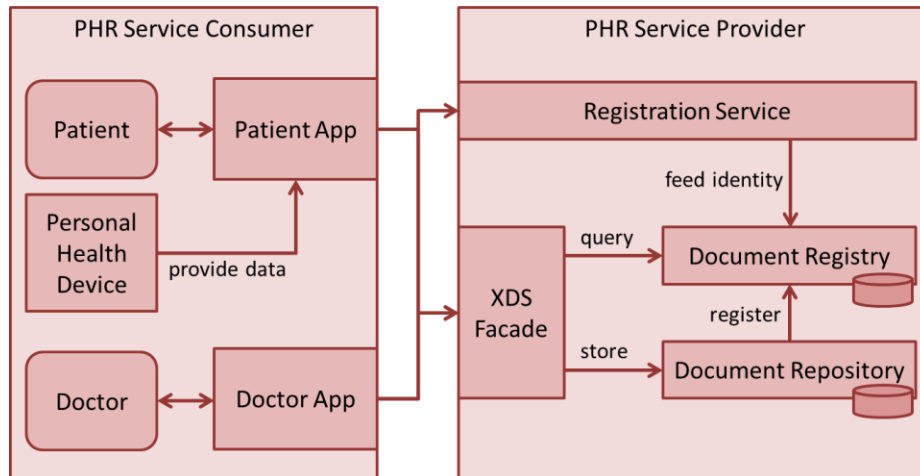 PHR Service Consumer
Patient
Patient App
Personal
Health
Device
provide data
Doctor
Doctor App
PHR Service Provider
Registration Service
feed identity
query
Document Registry
XDS
Facade
register
store
Document Repository